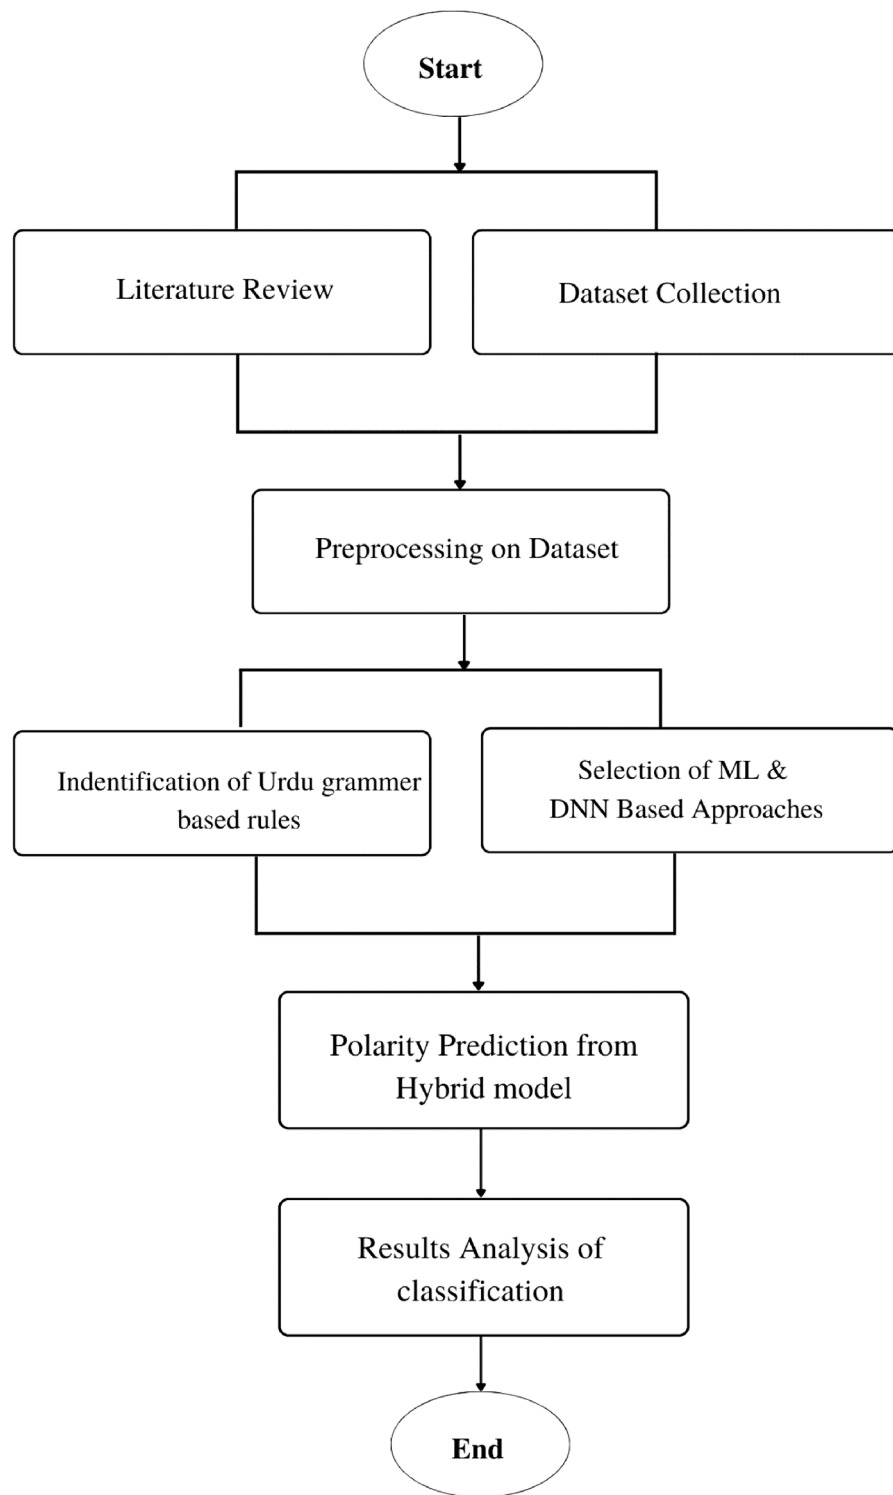 Start
Literature Review
Dataset Collection
Preprocessing on Dataset
Indentification of Urdu grammer
based rules
Selection of ML &
DNN Based Approaches
Polarity Prediction from
Hybrid model
Results Analysis of
classification
End